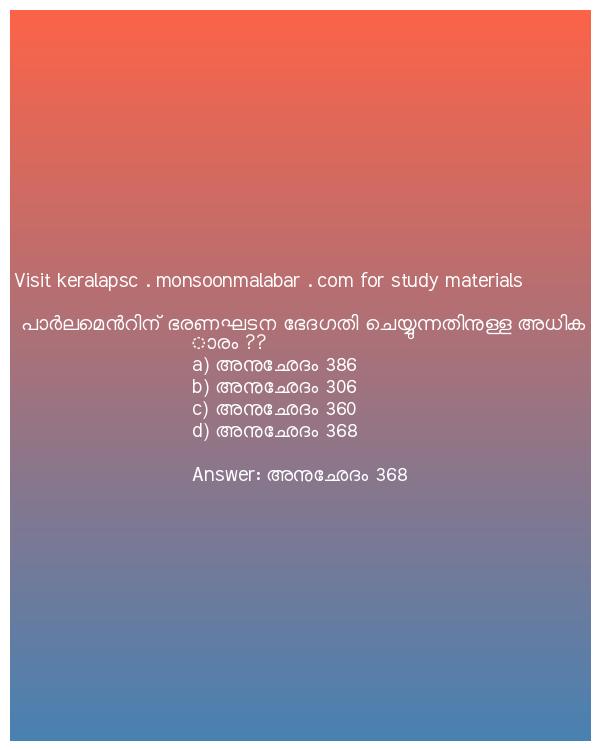 Visit keralapsc . monsoonmalabar . com for study materials
പാർലമെൻറിന് ഭരണഘടന ഭേദഗതി ചെയ്യുന്നതിനുള്ള അധിക
ാരം ??
a) അനുഛേദം 386
b) അനുഛേദം 306
c) അനുഛേദം 360
d) അനുഛേദം 368
Answer: അനുഛേദം 368